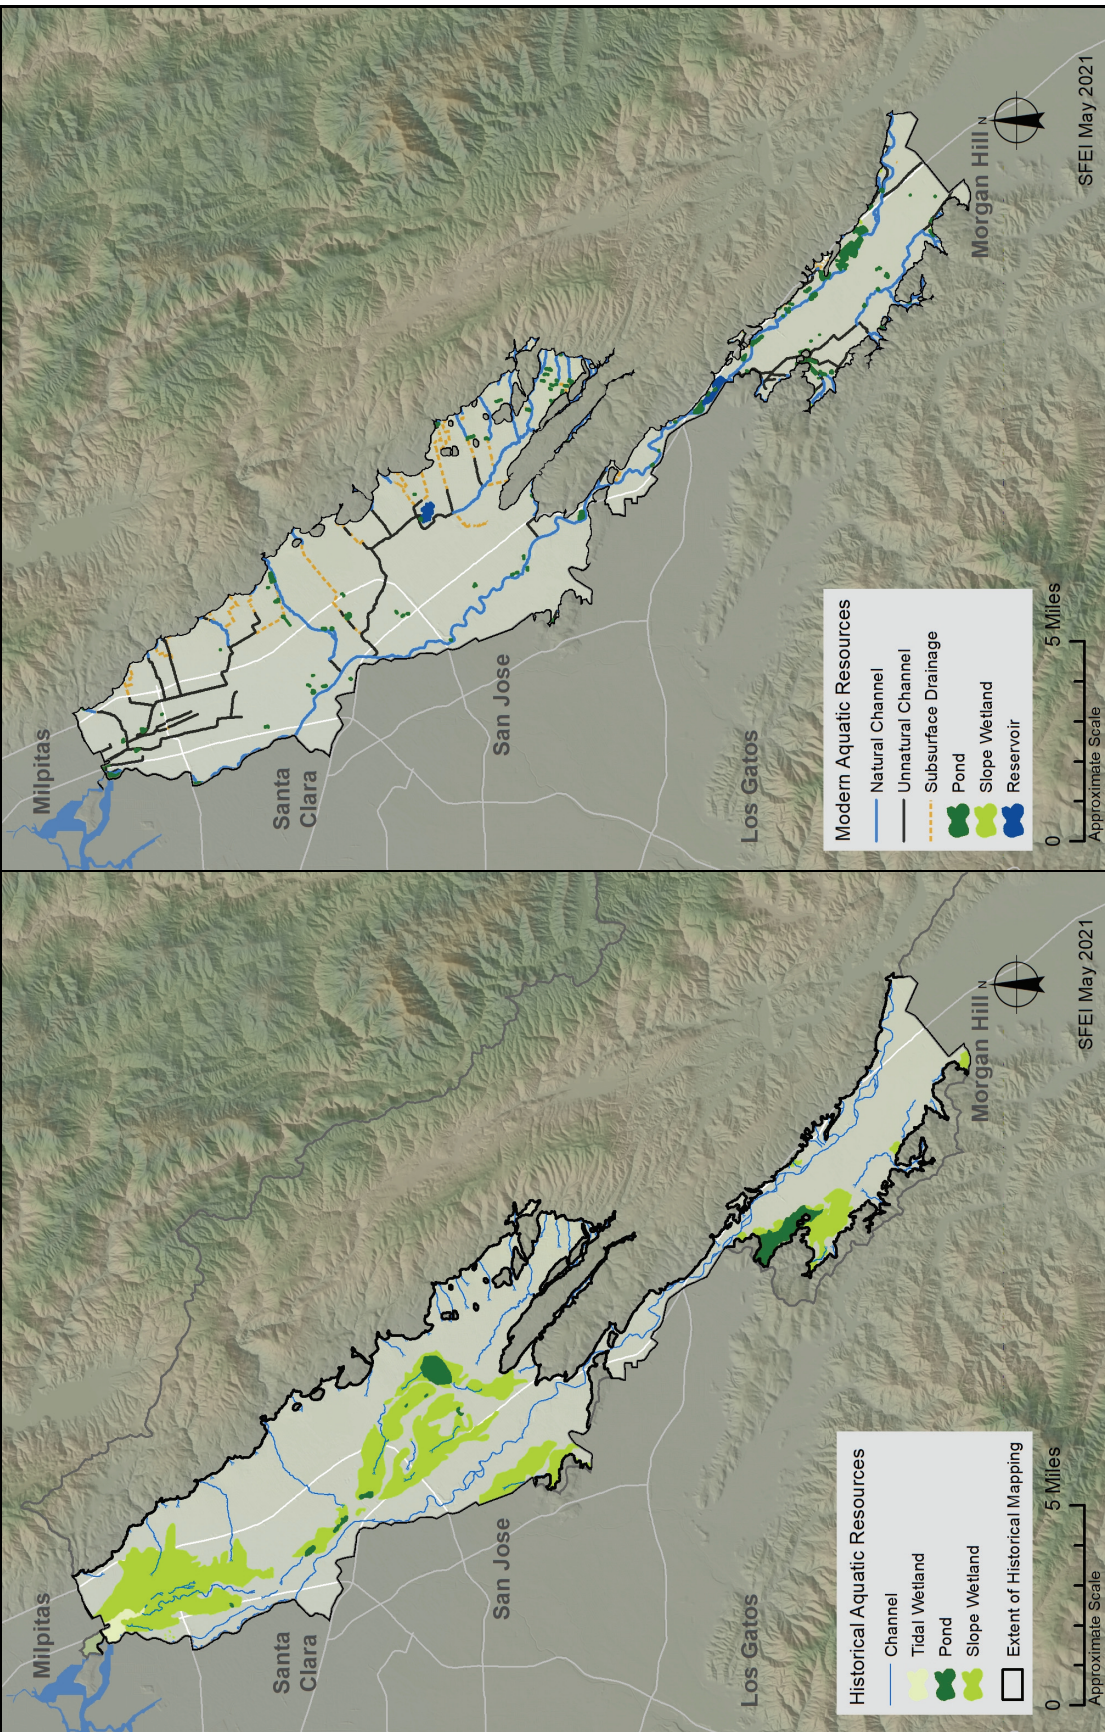 Milpitas
Santa
Clara
San Jose
Los Gatos
Morgan Hill
N
Historical Aquatic Resources
Channel
Tidal Wetland
Pond
Slope Wetland
Extent of Historical Mapping
0
5 Miles
Approximate Scale
SFEI May 2021
Milpitas
Santa
Clara
San Jose
Los Gatos
Morgan Hill
N
Modern Aquatic Resources
Natural Channel
Unnatural Channel
Subsurface Drainage
Pond
Slope Wetland
Reservoir
0
5 Miles
Approximate Scale
SFEI May 2021